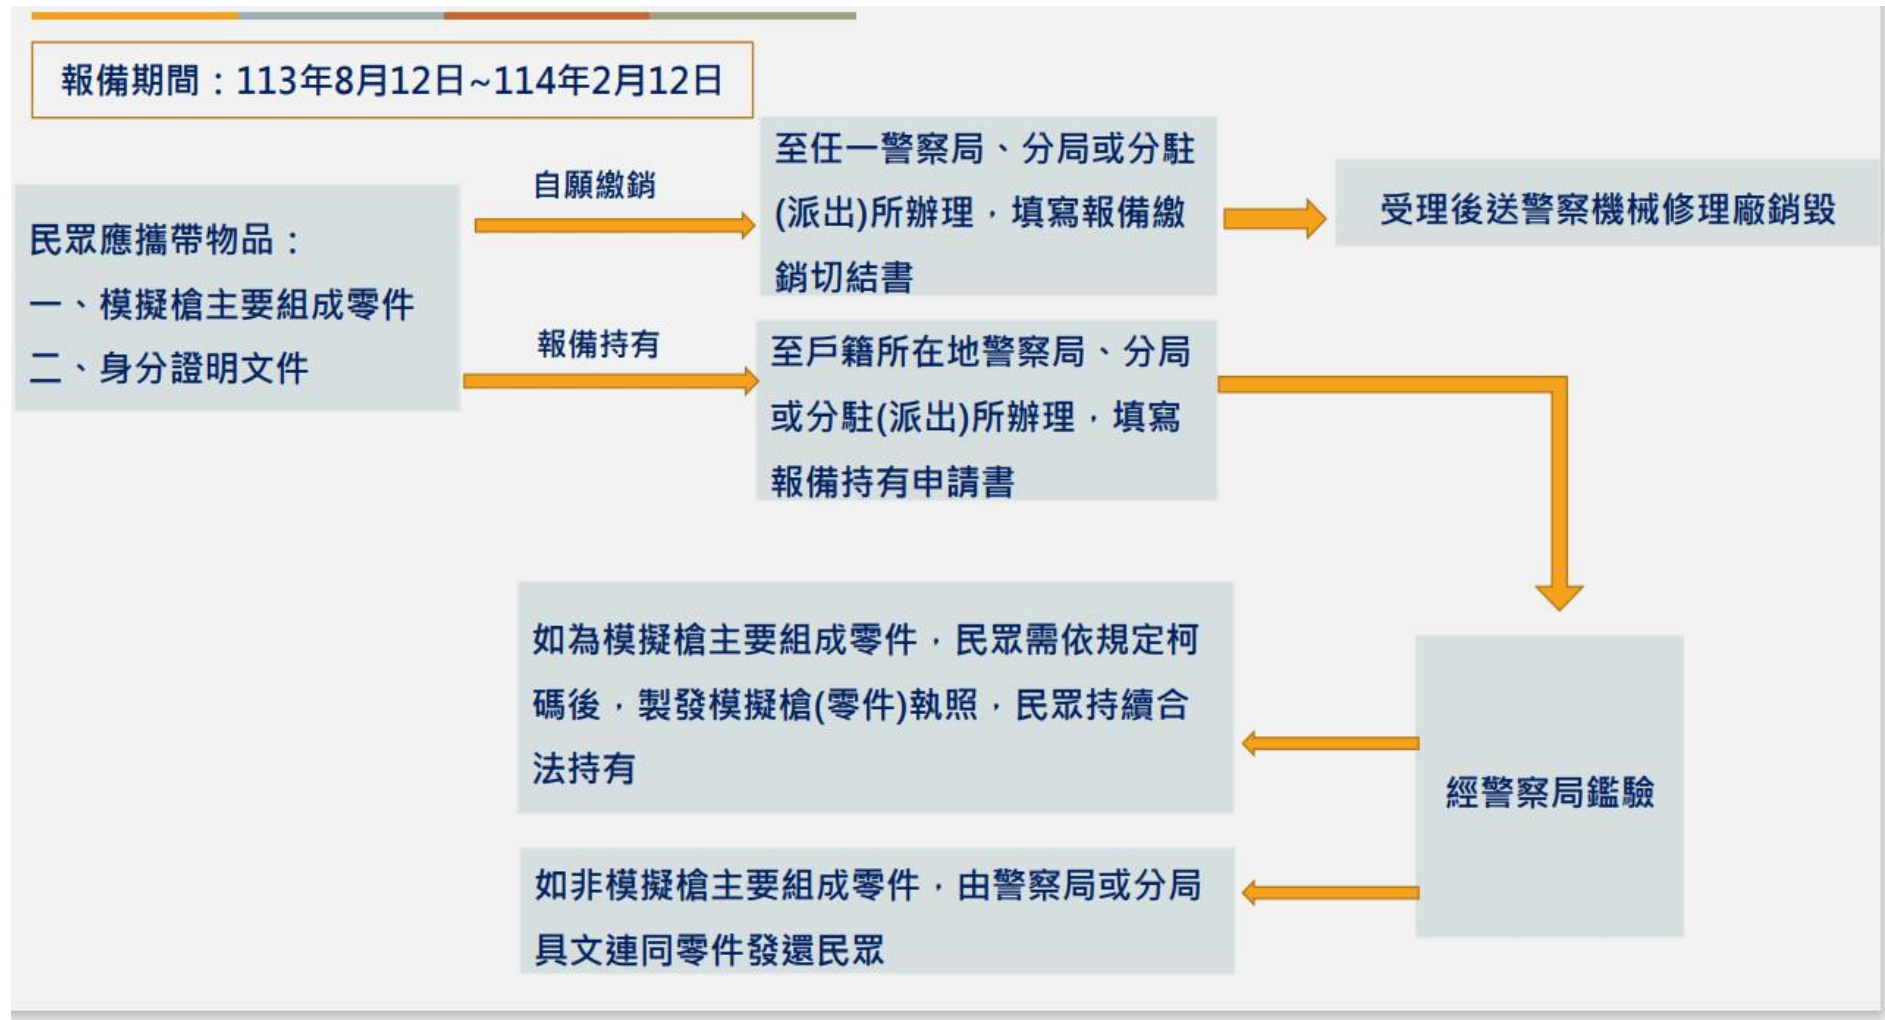 報備期間：113年8月12日~114年2月12日
民眾應攜帶物品：
一、模擬槍主要組成零件
二、身分證明文件
自願繳銷
至任一警察局、分局或分駐
(派出)所辦理，填寫報備繳
銷切結書
受理後送警察機械修理廠銷毀
報備持有
至戶籍所在地警察局、分局
或分駐(派出)所辦理，填寫
報備持有申請書
經警察局鑑驗
如為模擬槍主要組成零件，民眾需依規定柯
碼後，製發模擬槍(零件)執照，民眾持續合
法持有
如非模擬槍主要組成零件，由警察局或分局
具文連同零件發還民眾